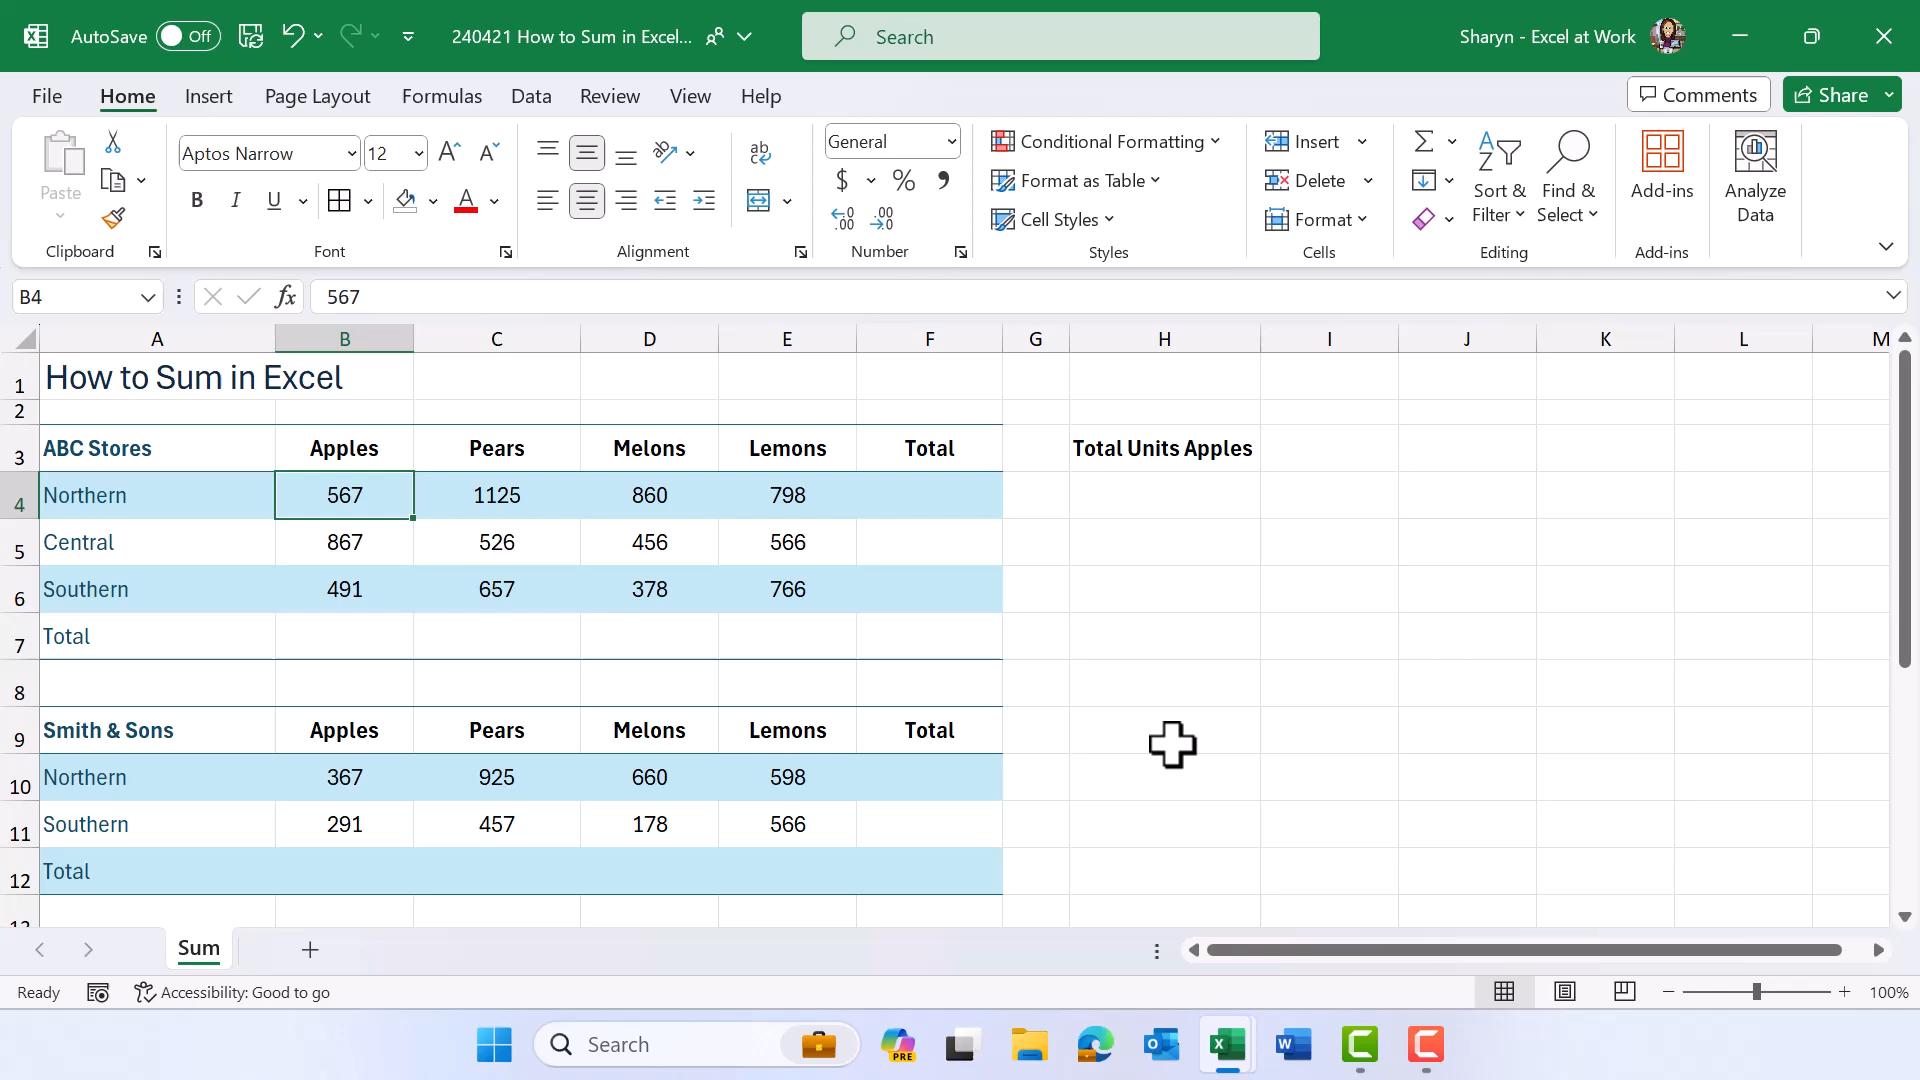 AutoSave Off 240421 How to Sum in Excel... Search Sharyn - Excel at Work
File Home Insert Page Layout Formulas Data Review View Help Comments Share
Paste Clipboard
Aptos Narrow 12 B I U A Font
ab Alignment
General $ % 9 .00 Number
Conditional Formatting
Format as Table
Cell Styles
Styles
Insert
Delete
Format
Cells
Sort & Filter Find & Select
Editing
Add-ins
Add-ins
Analyze Data
B4 fx 567
A B C D E F G H I J K L M
1 How to Sum in Excel
2
3 ABC Stores Apples Pears Melons Lemons Total Total Units Apples
4 Northern 567 1125 860 798
5 Central 867 526 456 566
6 Southern 491 657 378 766
7 Total
8
9 Smith & Sons Apples Pears Melons Lemons Total
10 Northern 367 925 660 598
11 Southern 291 457 178 566
12 Total
13
Sum
Ready Accessibility: Good to go 100%
Search PRE